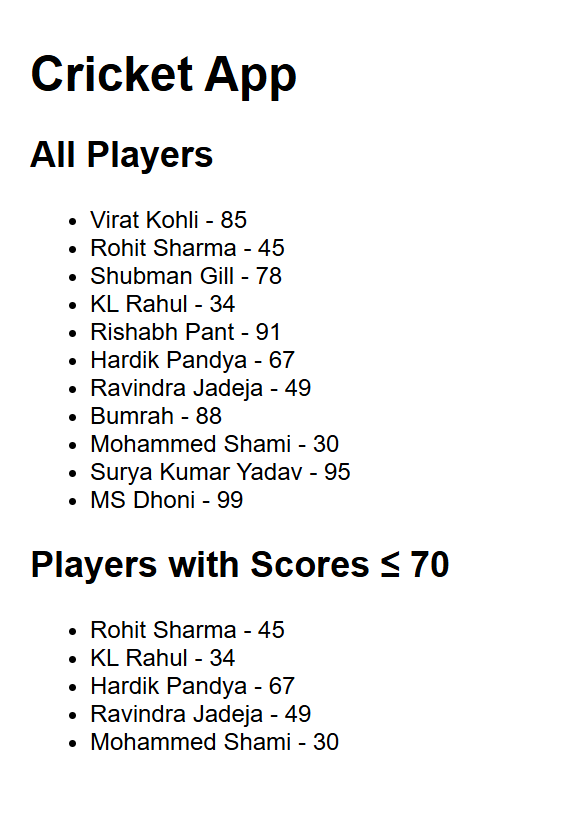 Cricket App
All Players
• Virat Kohli - 85
• Rohit Sharma - 45
• Shubman Gill - 78
• KL Rahul - 34
• Rishabh Pant - 91
• Hardik Pandya - 67
• Ravindra Jadeja - 49
• Bumrah - 88
• Mohammed Shami - 30
• Surya Kumar Yadav - 95
• MS Dhoni - 99
Players with Scores ≤ 70
• Rohit Sharma - 45
• KL Rahul - 34
• Hardik Pandya - 67
• Ravindra Jadeja - 49
• Mohammed Shami - 30